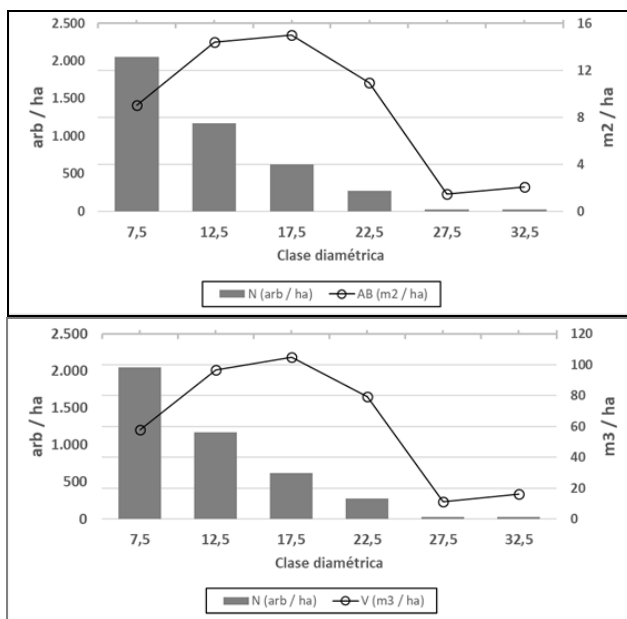 2.500
2.000
1.500
1.000
500
0
arb / ha
16
12
8
4
0
m2 / ha
7,5 12,5 17,5 22,5 27,5 32,5
Clase diamétrica
N (arb / ha) AB (m2 / ha)
2.500
2.000
1.500
1.000
500
0
arb / ha
120
100
80
60
40
20
0
m3 / ha
7,5 12,5 17,5 22,5 27,5 32,5
Clase diamétrica
N (arb / ha) V (m3 / ha)